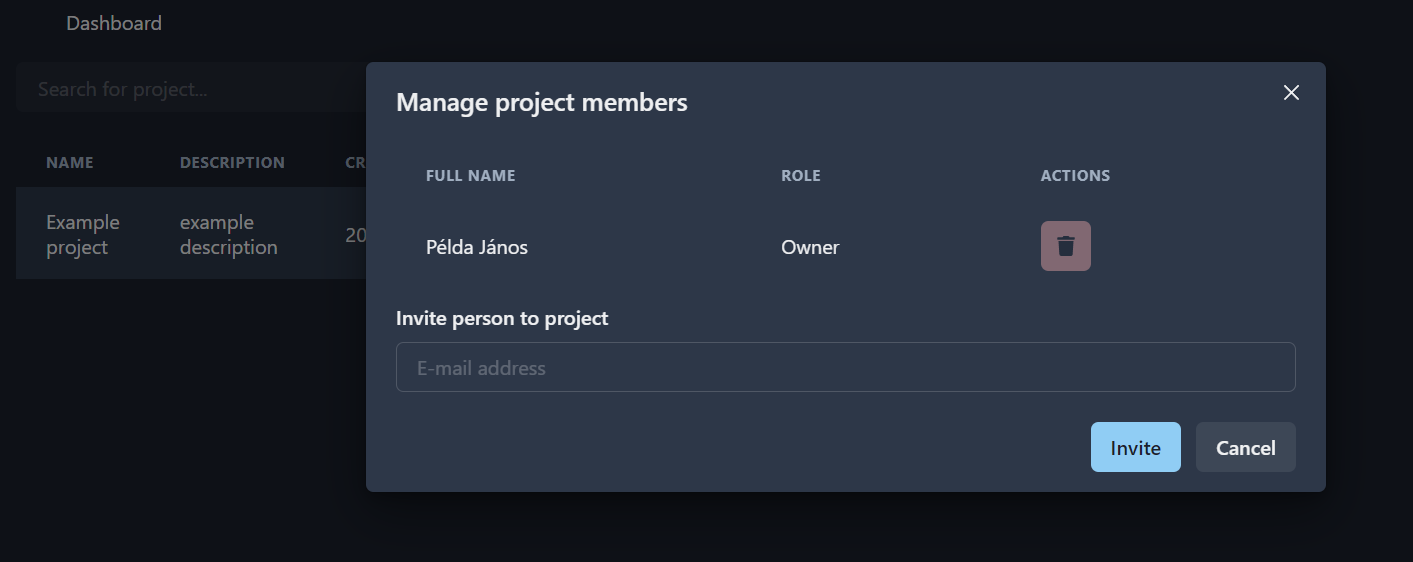 Dashboard
Search for project...
NAME DESCRIPTION CR
Example project example description 20
Manage project members
FULL NAME ROLE ACTIONS
Példa János Owner
Invite person to project
E-mail address
Invite Cancel